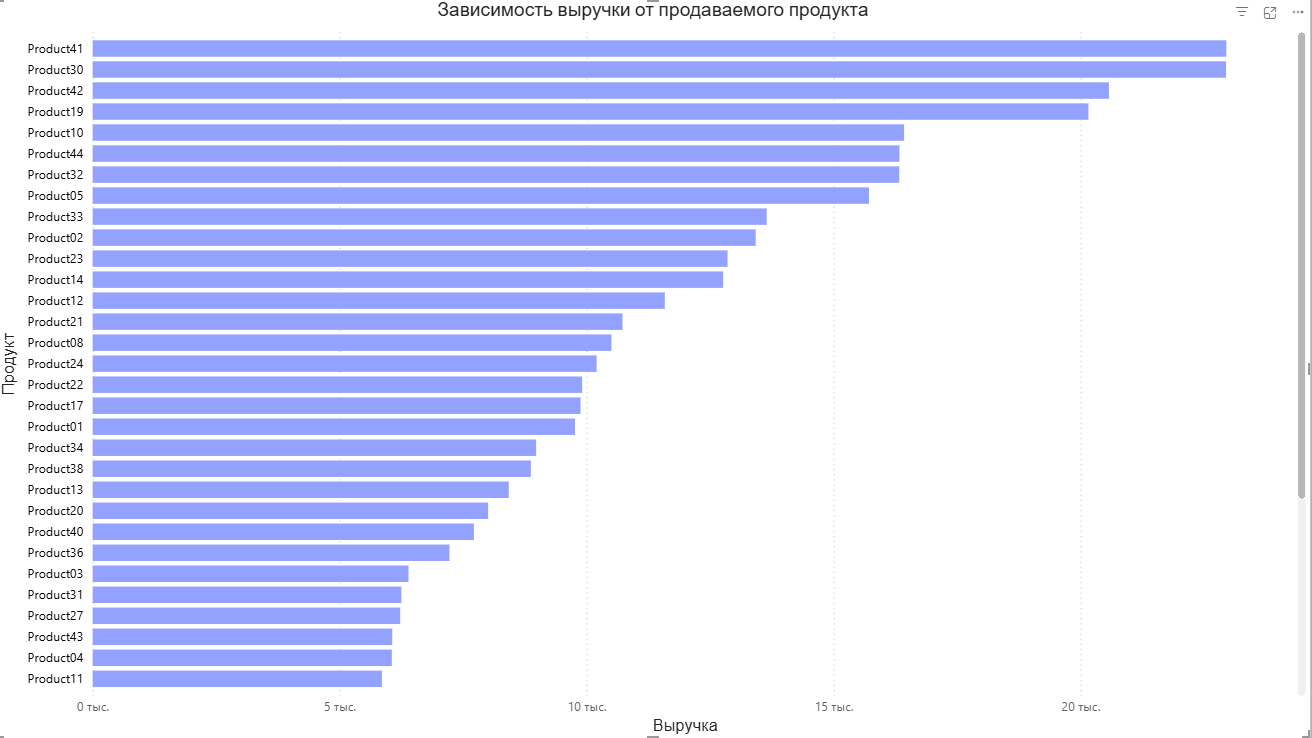 Зависимость выручки от продаваемого продукта
Продукт
Product41
Product30
Product42
Product19
Product10
Product44
Product32
Product05
Product33
Product02
Product23
Product14
Product12
Product21
Product08
Product24
Product22
Product17
Product01
Product34
Product38
Product13
Product20
Product40
Product36
Product03
Product31
Product27
Product43
Product04
Product11
0 тыс. 5 тыс. 10 тыс. 15 тыс. 20 тыс.
Выручка